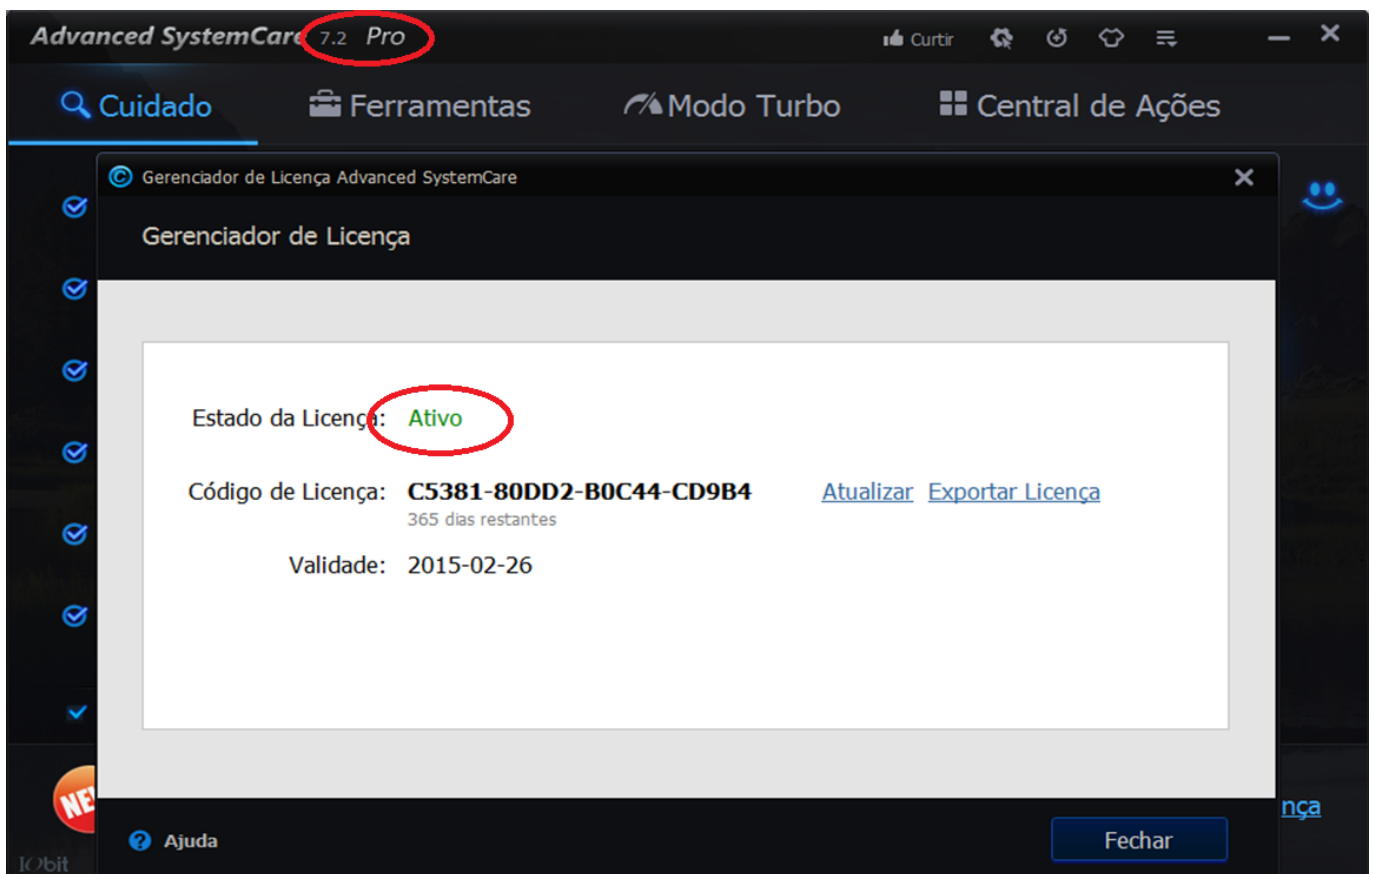 Advanced SystemCare 7.2 Pro Curtir
Cuidado Ferramentas Modo Turbo Central de Ações
Gerenciador de Licença Advanced SystemCare
Gerenciador de Licença
Estado da Licença: Ativo
Código de Licença: C5381-80DD2-B0C44-CD9B4 Atualizar Exportar Licença
365 dias restantes
Validade: 2015-02-26
NEW
nça
Ajuda Fechar
IObit